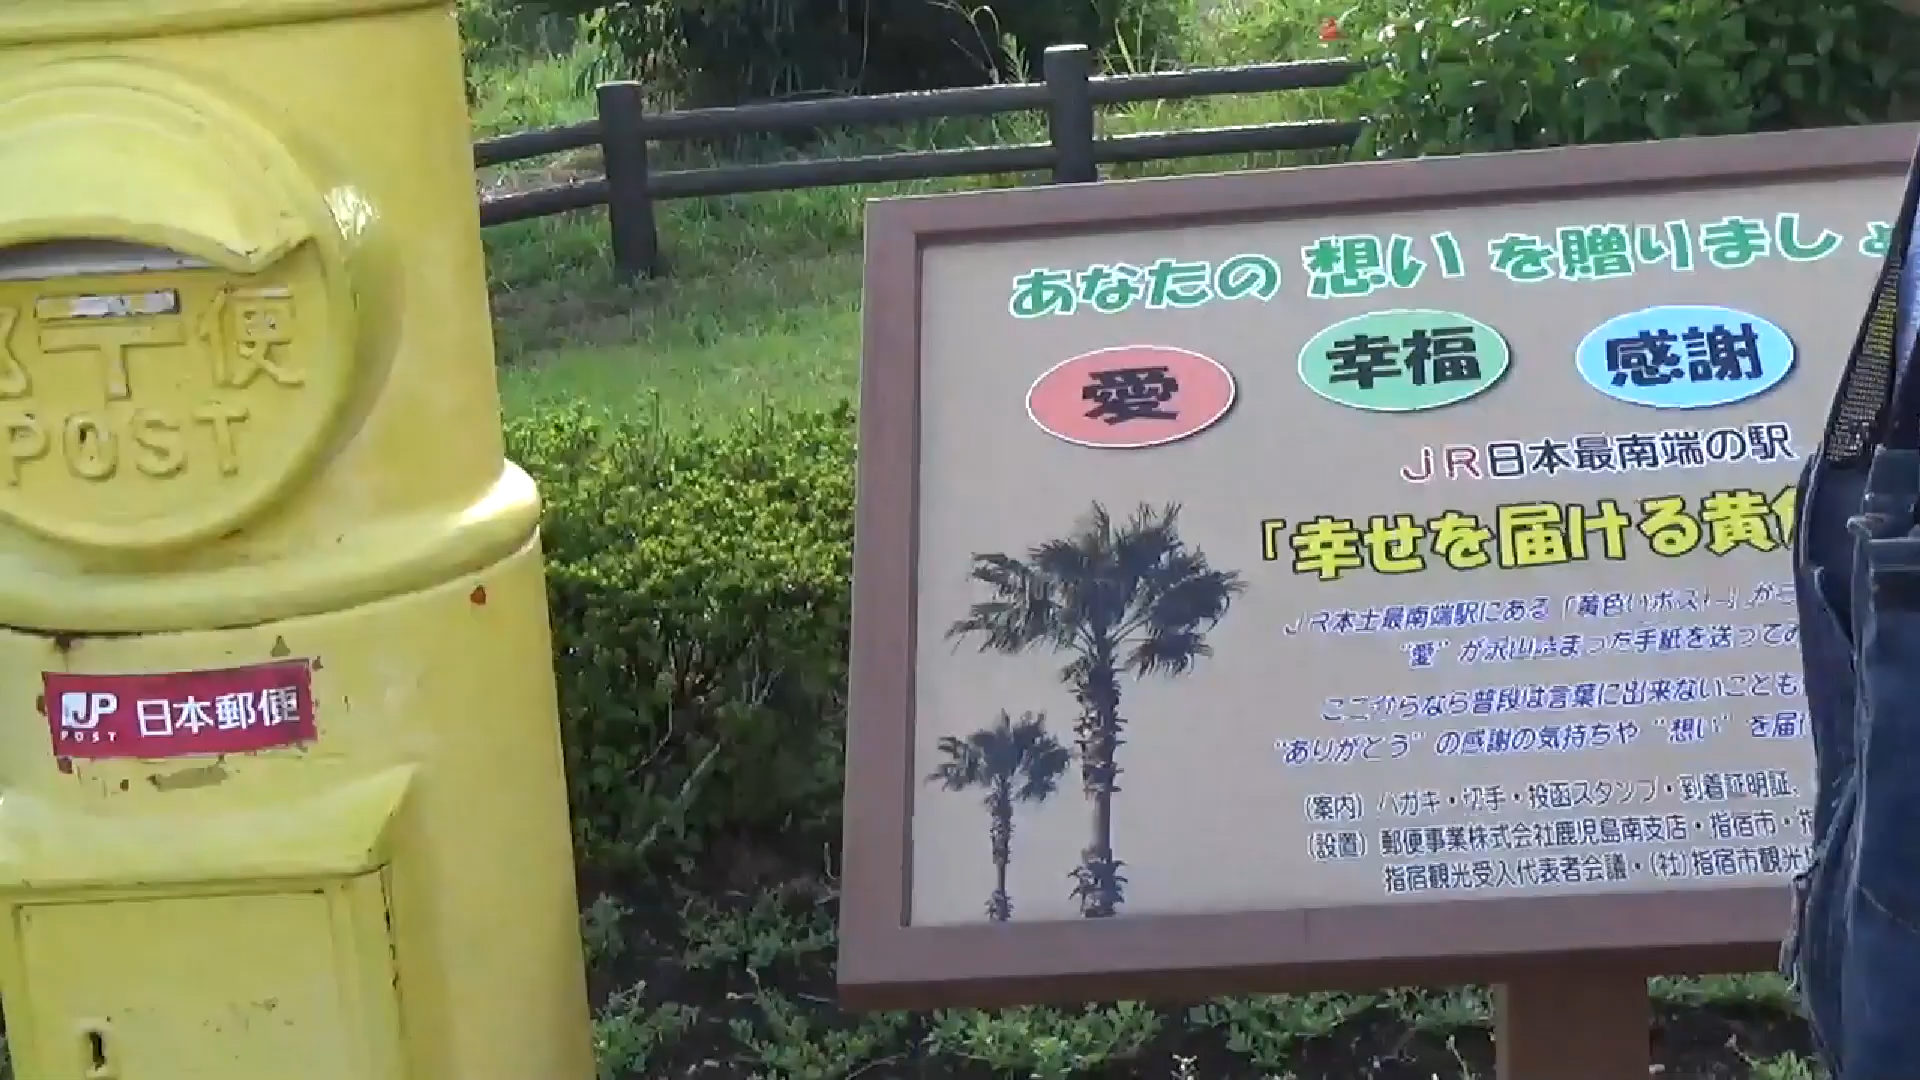 便
POST
JP
POST
日本郵便
あなたの想いを贈りまし
愛
幸福
感謝
JR日本最南端の駅
「幸せを届ける黄色
JR本土最南端駅にある「黄色いポスト」が
"愛"が沢山詰まった手紙を送ってみ
ここからなら普段は言葉に出来ないことも
"ありがとう"の感謝の気持ちや"想い"を届け
(案内) ハガキ・切手・投函スタンプ・到着証明証、
(設置) 郵便事業株式会社鹿児島南支店・指宿市・
指宿観光受入代表者会議・(社)指宿市観光